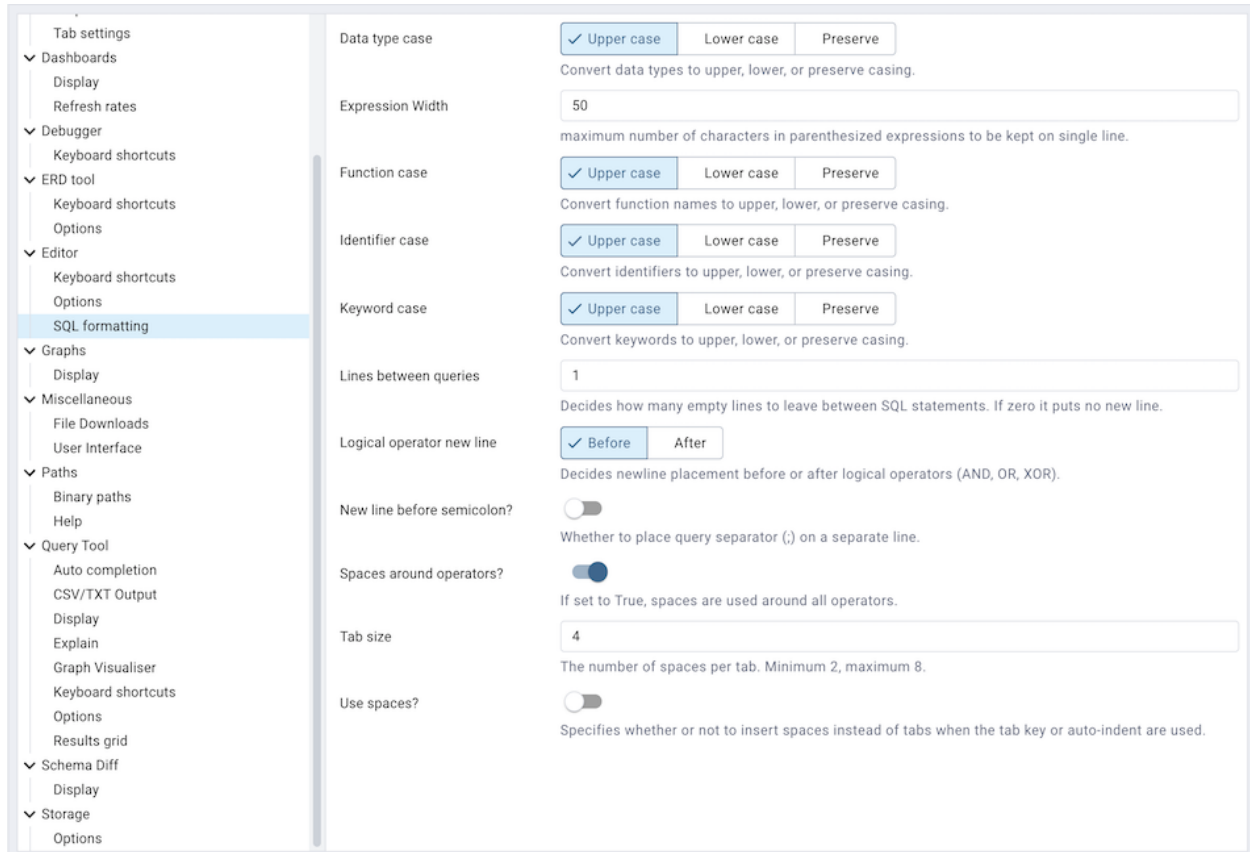 Tab settings
Dashboards
Display
Refresh rates
Debugger
Keyboard shortcuts
ERD tool
Keyboard shortcuts
Options
Editor
Keyboard shortcuts
Options
SQL formatting
Graphs
Display
Miscellaneous
File Downloads
User Interface
Paths
Binary paths
Help
Query Tool
Auto completion
CSV/TXT Output
Display
Explain
Graph Visualiser
Keyboard shortcuts
Options
Results grid
Schema Diff
Display
Storage
Options
Data type case Upper case Lower case Preserve
Convert data types to upper, lower, or preserve casing.
Expression Width 50
maximum number of characters in parenthesized expressions to be kept on single line.
Function case Upper case Lower case Preserve
Convert function names to upper, lower, or preserve casing.
Identifier case Upper case Lower case Preserve
Convert identifiers to upper, lower, or preserve casing.
Keyword case Upper case Lower case Preserve
Convert keywords to upper, lower, or preserve casing.
Lines between queries 1
Decides how many empty lines to leave between SQL statements. If zero it puts no new line.
Logical operator new line Before After
Decides newline placement before or after logical operators (AND, OR, XOR).
New line before semicolon?
Whether to place query separator (;) on a separate line.
Spaces around operators?
If set to True, spaces are used around all operators.
Tab size 4
The number of spaces per tab. Minimum 2, maximum 8.
Use spaces?
Specifies whether or not to insert spaces instead of tabs when the tab key or auto-indent are used.